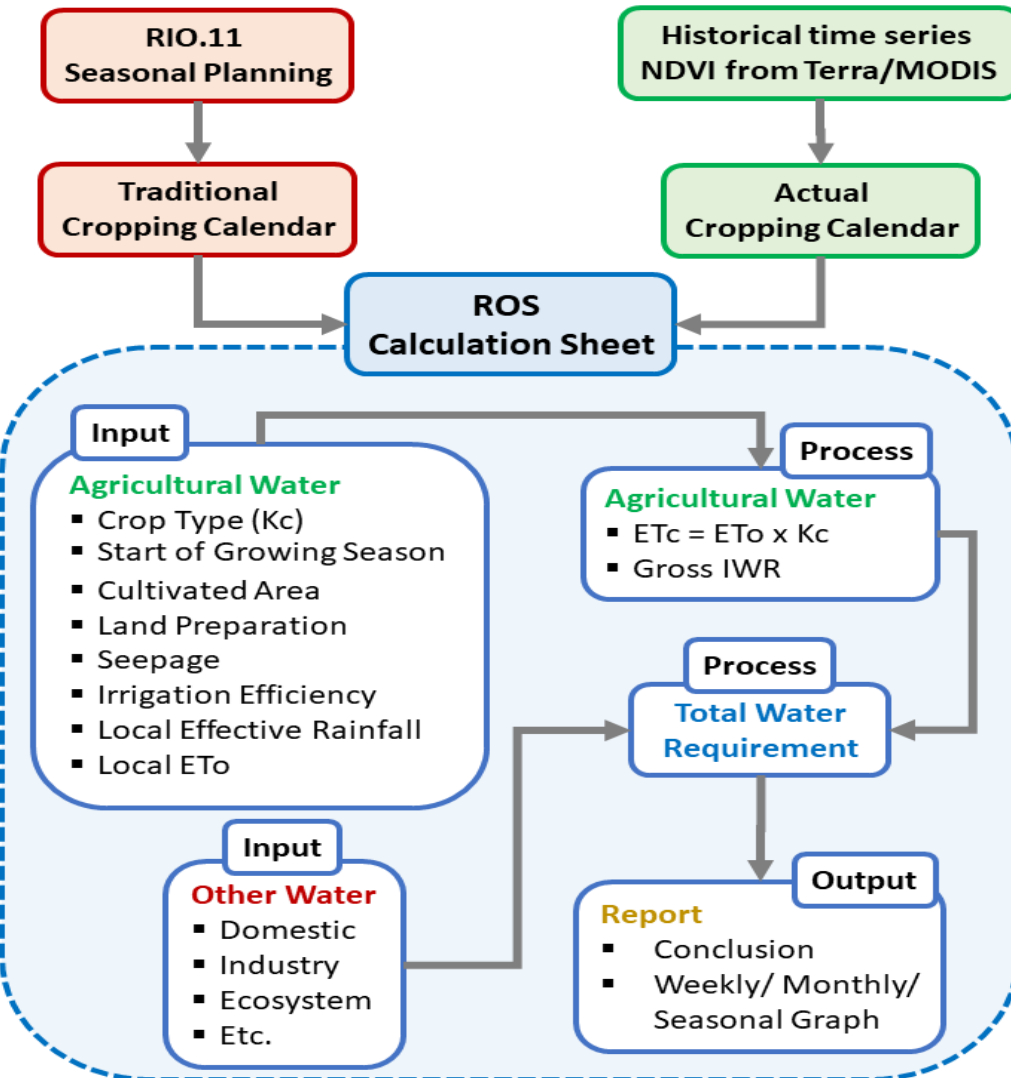 RIO.11
Seasonal Planning
Historical time series
NDVI from Terra/MODIS
Traditional
Cropping Calendar
Actual
Cropping Calendar
ROS
Calculation Sheet
Input
Agricultural Water
▪ Crop Type (Kc)
▪ Start of Growing Season
▪ Cultivated Area
▪ Land Preparation
▪ Seepage
▪ Irrigation Efficiency
▪ Local Effective Rainfall
▪ Local ETo
Process
Agricultural Water
▪ ETc = ETo x Kc
▪ Gross IWR
Process
Total Water
Requirement
Input
Other Water
▪ Domestic
▪ Industry
▪ Ecosystem
▪ Etc.
Output
Report
▪ Conclusion
▪ Weekly/ Monthly/
Seasonal Graph